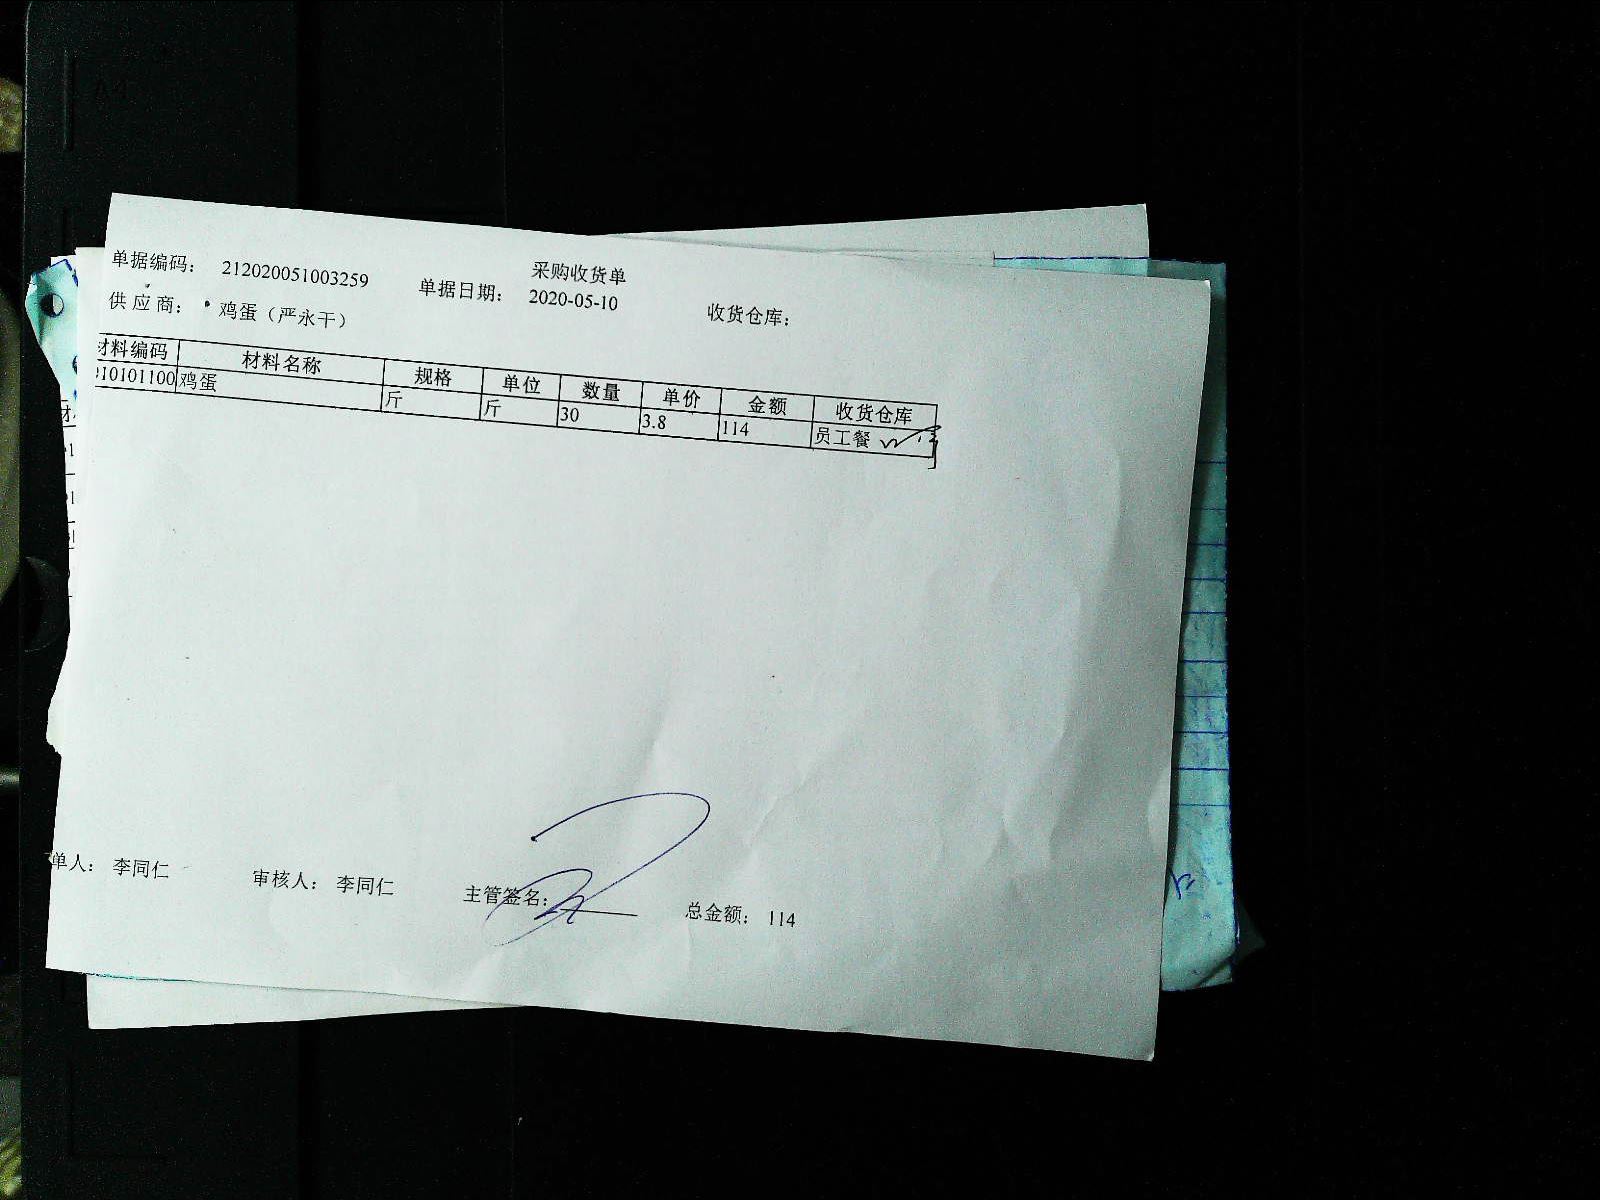 采购收货单
单据编码： 212020051003259 单据日期： 2020-05-10 收货仓库：
供应商： 鸡蛋（严永干）
材料编码 材料名称 规格 单位 数量 单价 金额 收货仓库
010101100 鸡蛋 斤 斤 30 3.8 114 员工餐
单人： 李同仁 审核人： 李同仁 主管签名： 总金额： 114